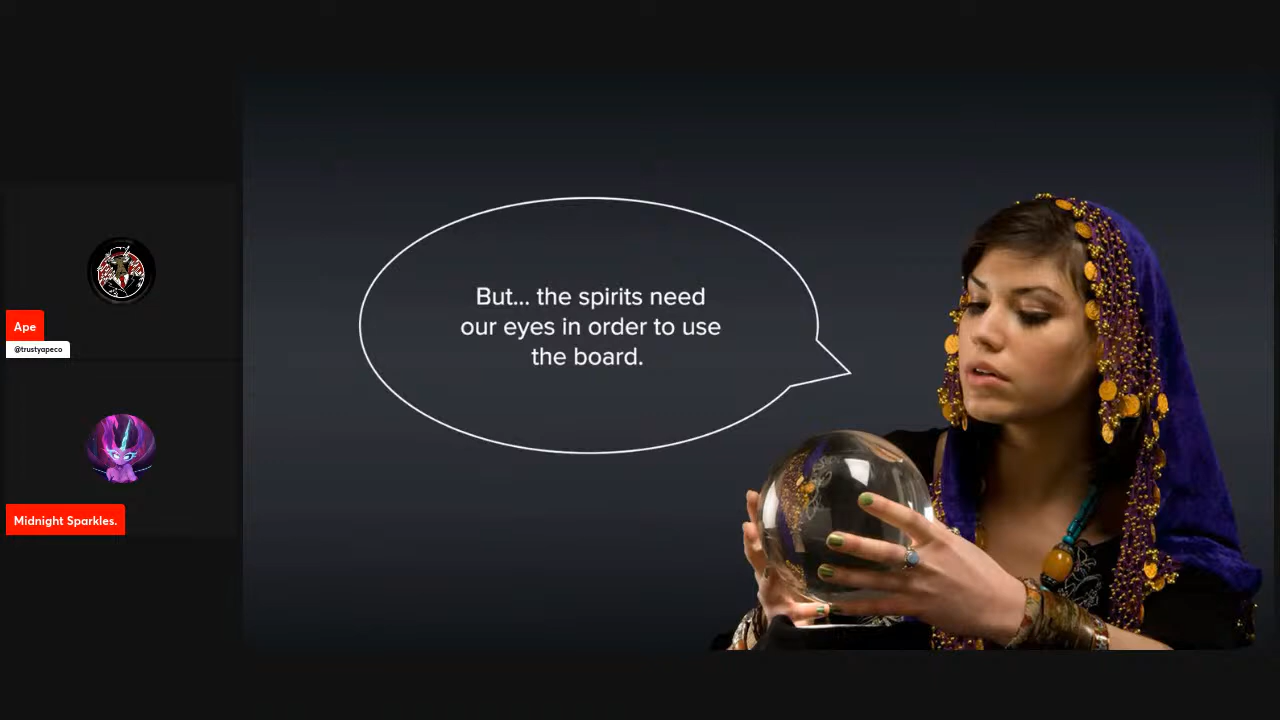 But... the spirits need
our eyes in order to use
the board.
Ape
@trustyapeco
Midnight Sparkles.